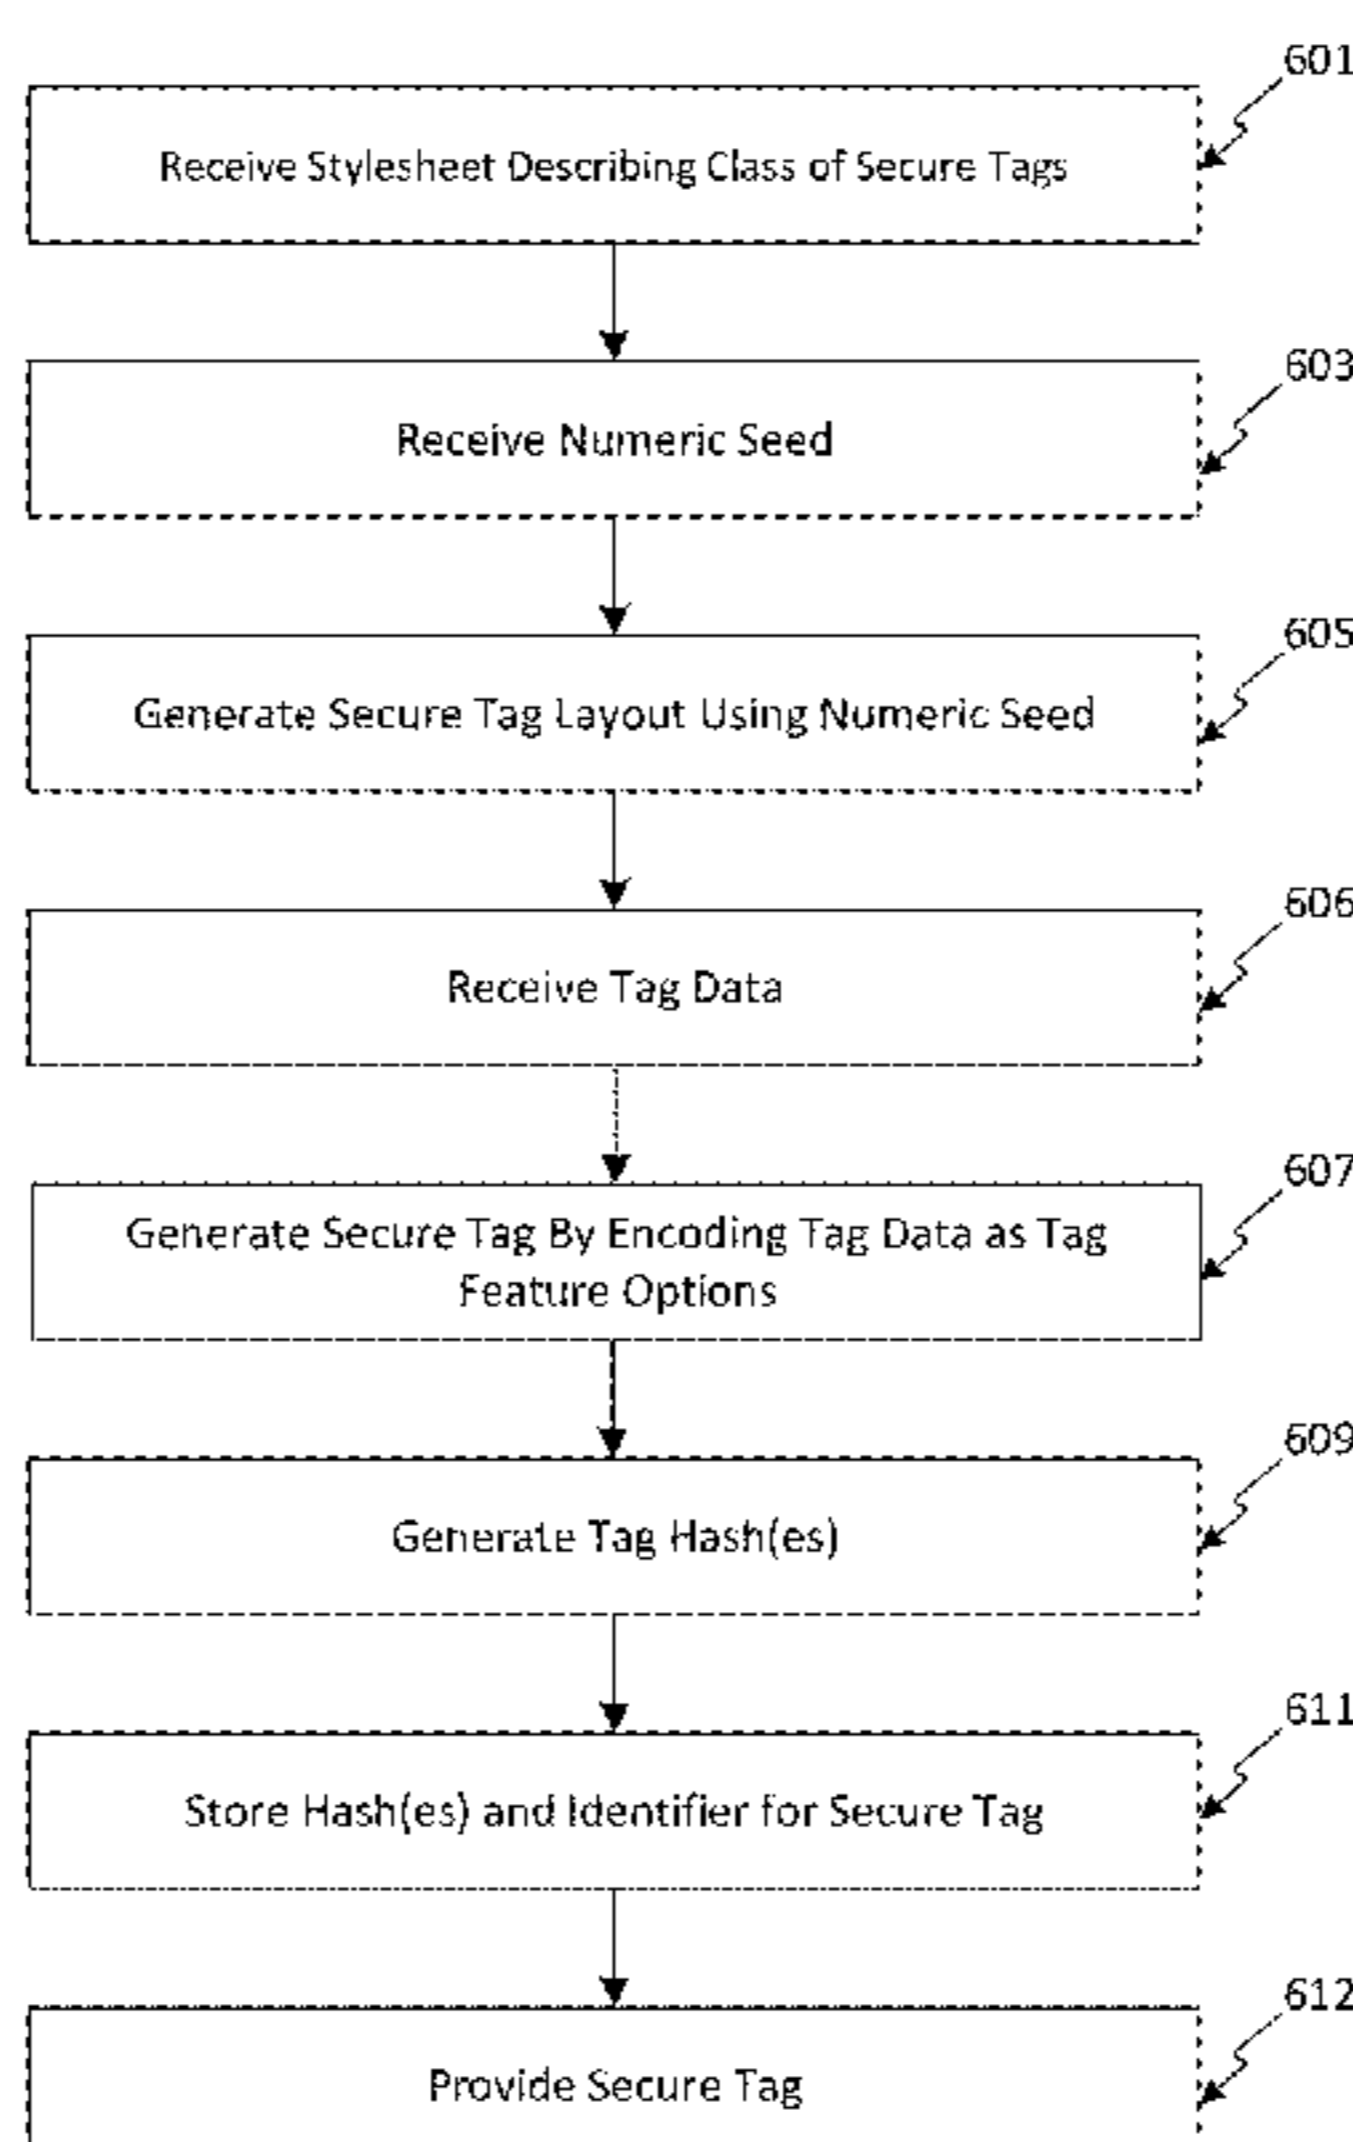 601
Receive Stylesheet Describing Class of Secure Tags
603
Receive Numeric Seed
605
Generate Secure Tag Layout Using Numeric Seed
606
Receive Tag Data
607
Generate Secure Tag By Encoding Tag Data as Tag
Feature Options
609
Generate Tag Hash(es)
611
Store Hash(es) and Identifier for Secure Tag
612
Provide Secure Tag